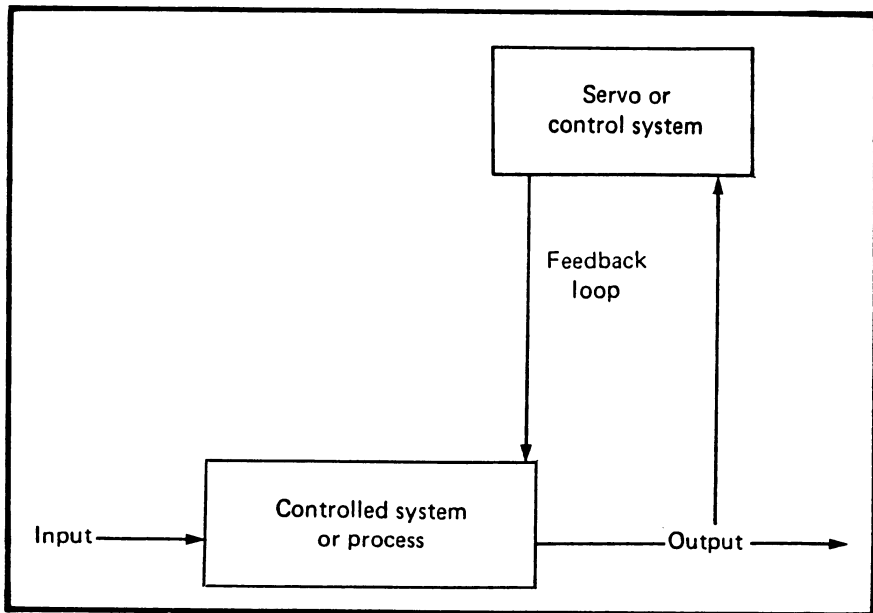 Servo or
control system
Feedback
loop
Controlled system
or process
Input
Output